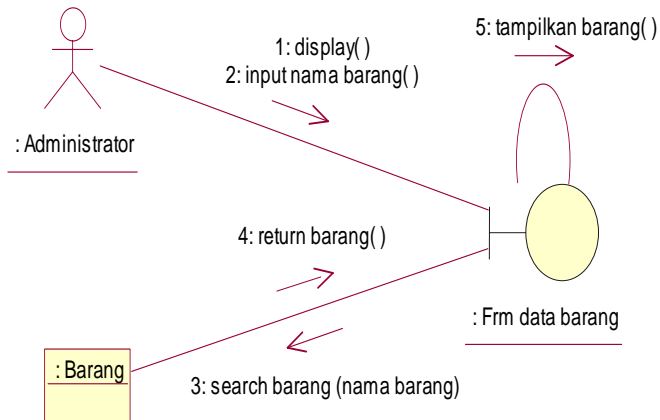 5: tampilkan barang( )
1: display( )
2: input nama barang( )
: Administrator
4: return barang( )
: Frm data barang
: Barang
3: search barang (nama barang)